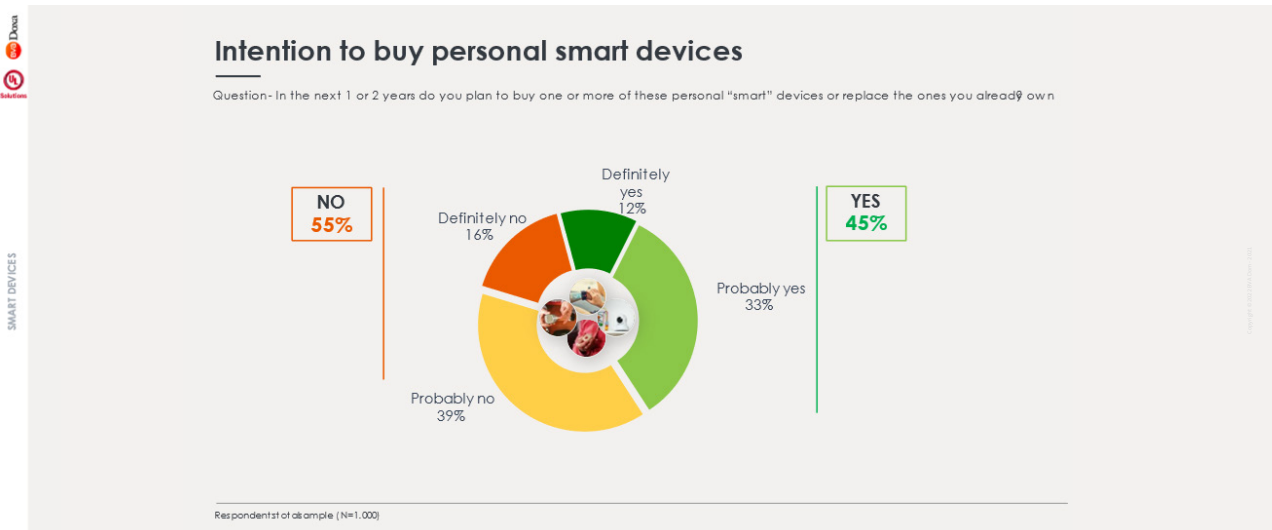 Doxa
UL
Solutions
SMART DEVICES
Intention to buy personal smart devices
Question- In the next 1 or 2 years do you plan to buy one or more of these personal “smart” devices or replace the ones you already own?
NO
55%
Definitely no
16%
Definitely
yes
12%
YES
45%
Probably yes
33%
Probably no
39%
Respondents total sample (N=1.000)